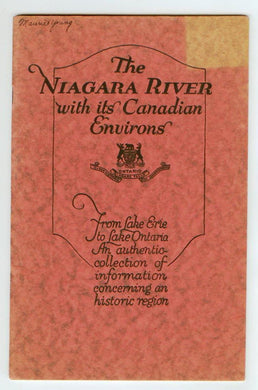 The
NIAGARA RIVER
with its Canadian
Environs
ONTARIO
From Lake Erie
to Lake Ontario
An authentic
collection of
information
concerning an
historic region